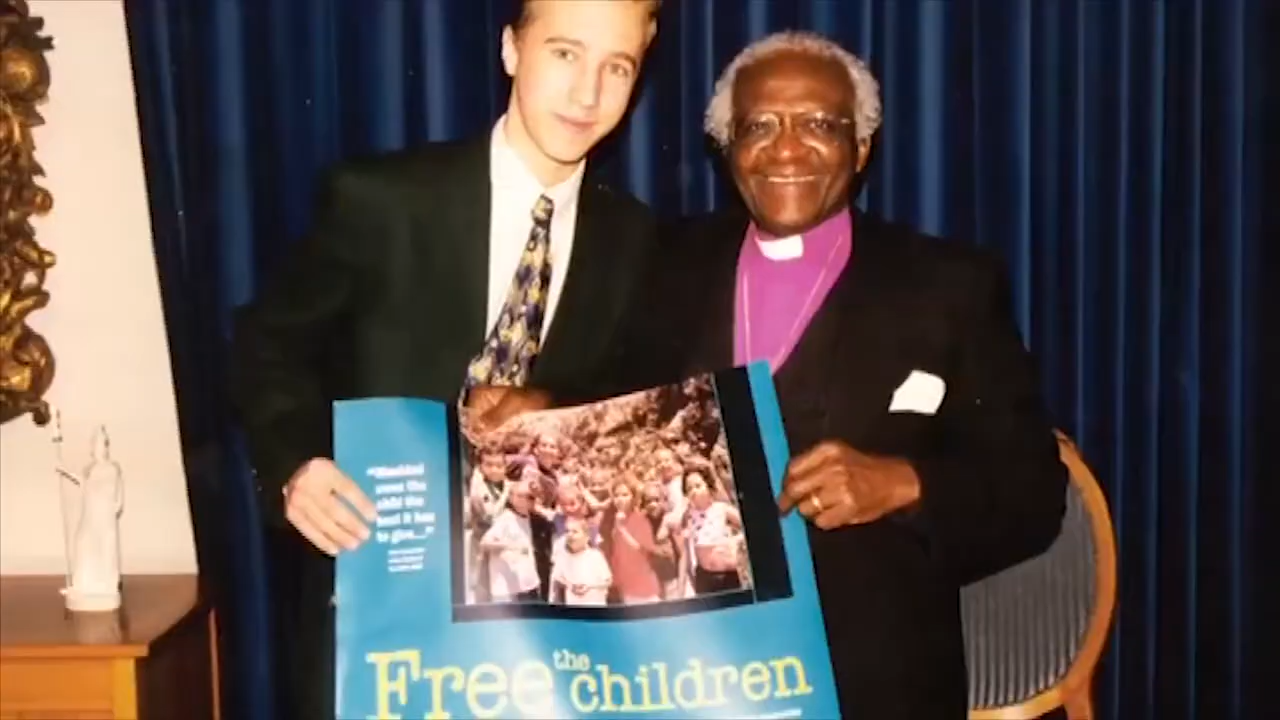 "Mankind
owes the
child the
best it has
to give..."
Free the children